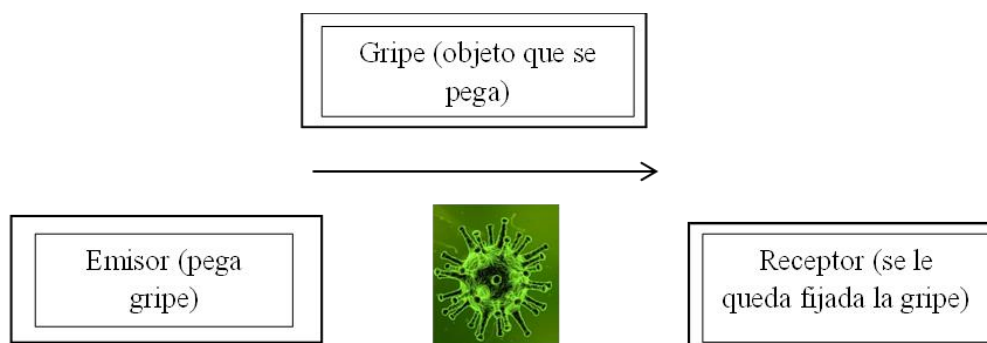 Gripe (objeto que se
pega)
Emisor (pega
gripe)
Receptor (se le
queda fijada la gripe)